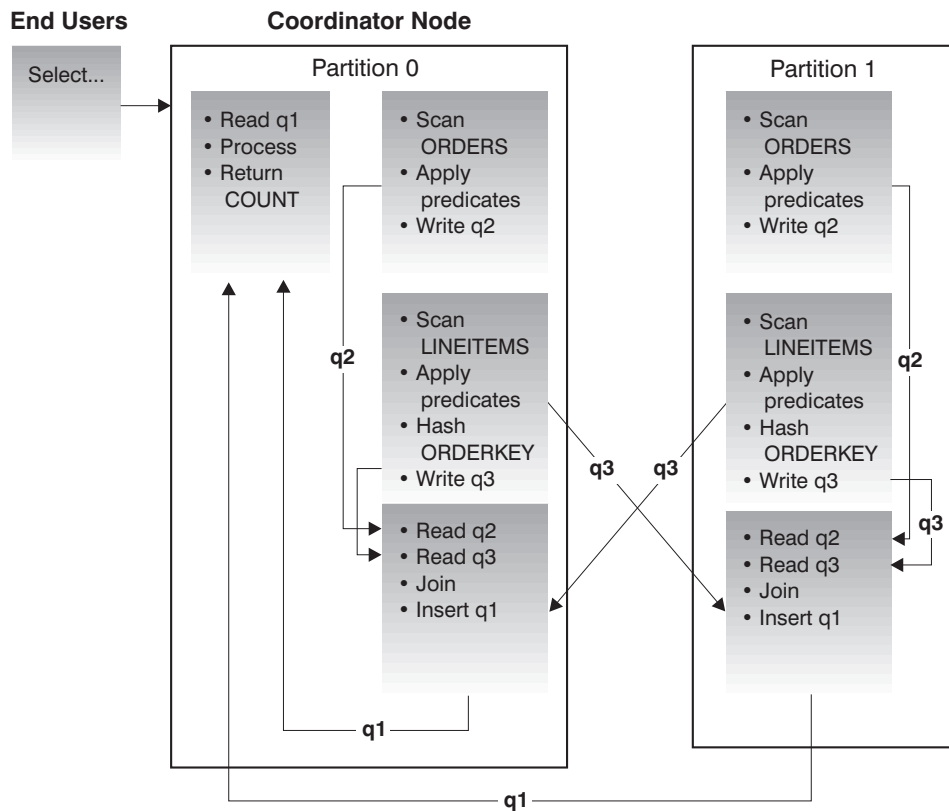 End Users
Coordinator Node
Select...
Partition 0
• Read q1
• Process
• Return
COUNT
• Scan
ORDERS
• Apply
predicates
• Write q2
q2
• Scan
LINEITEMS
• Apply
predicates
• Hash
ORDERKEY
• Write q3
• Read q2
• Read q3
• Join
• Insert q1
q1
q3
q3
Partition 1
• Scan
ORDERS
• Apply
predicates
• Write q2
• Scan
LINEITEMS
• Apply
predicates
• Hash
ORDERKEY
• Write q3
q2
q3
• Read q2
• Read q3
• Join
• Insert q1
q1